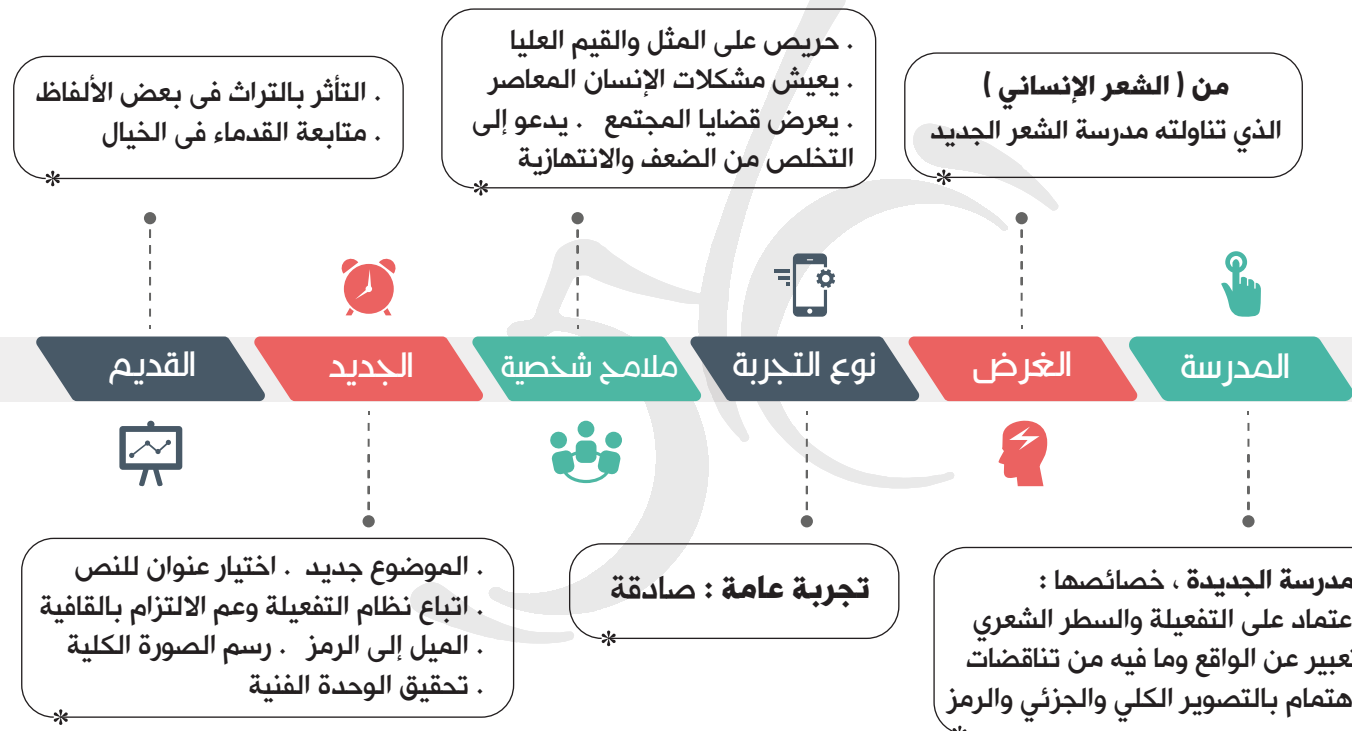 من ( الشعر الإنساني )
الذي تناولته مدرسة الشعر الجديد
. حريص على المثل والقيم العليا
. يعيش مشكلات الإنسان المعاصر
. يعرض قضايا المجتمع . يدعو إلى
التخلص من الضعف والانتهازية
. التأثر بالتراث فى بعض الألفاظ
. متابعة القدماء فى الخيال
المدرسة
الغرض
نوع التجربة
ملامح شخصية
الجديد
القديم
مدرسة الجديدة ، خصائصها :
عتماد على التفعيلة والسطر الشعري
تعبير عن الواقع وما فيه من تناقضات
هتمام بالتصوير الكلي والجزئي والرمز
تجربة عامة : صادقة
. الموضوع جديد . اختيار عنوان للنص
. اتباع نظام التفعيلة وعم الالتزام بالقافية
. الميل إلى الرمز . رسم الصورة الكلية
. تحقيق الوحدة الفنية